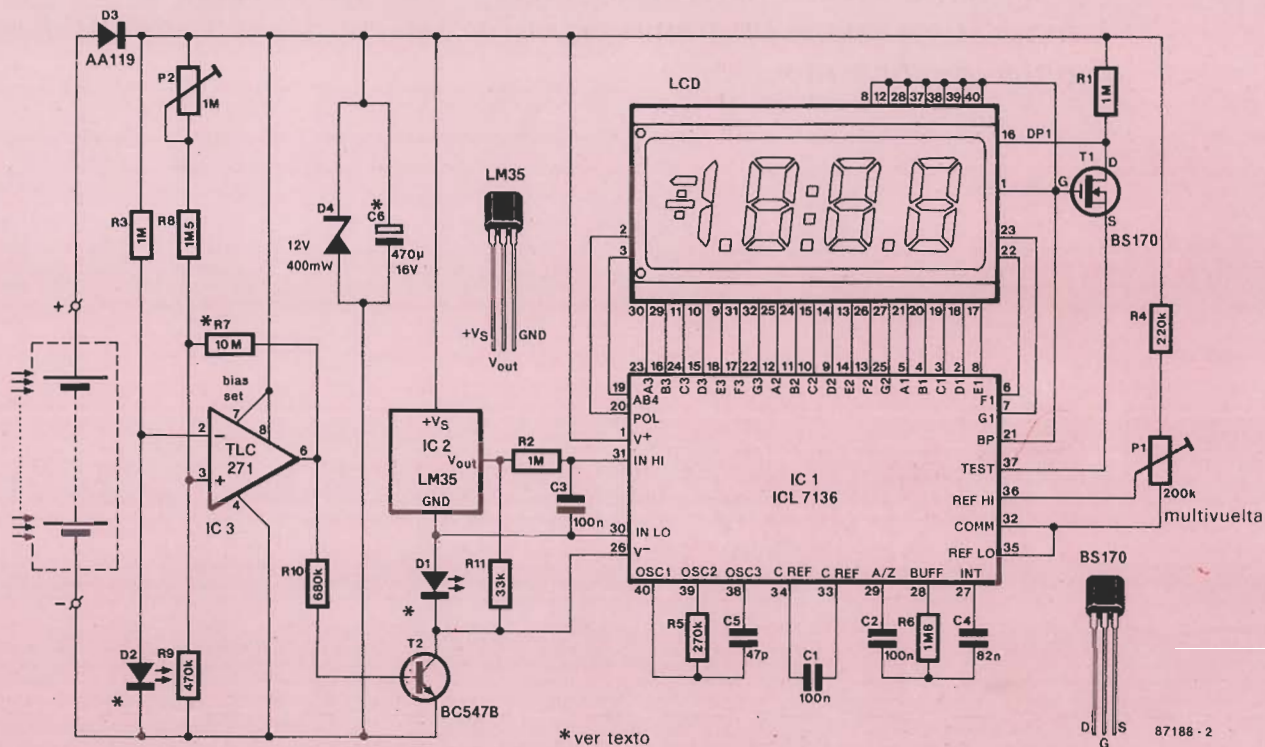 D3
AA119
P2
1M
R3
1M
R8
1M5
+
-
* R7
10 M
bias
set
7
8
2
-
TLC
271
6
3
+
4
IC 3
D2
*
R9
470k
R10
680k
D4
12V
400mW
*
C6
470µ
16V
LM35
+VS
GND
Vout
+VS
IC 2
Vout
LM35
GND
R2
1M
C3
100n
D1
*
R11
33k
T2
BC547B
* ver texto
LCD
8 12 28 37 38 39 40
16 DP1
1
2
3
23
22
30 29 11 10 9 31 32 25 24 15 14 13 26 27 21 20 19 18 17
23 16 24 15 18 17 22 12 11 10 9 14 13 25 5 4 3 2 8
A3 B3 C3 D3 E3 F3 G3 A2 B2 C2 D2 E2 F2 G2 A1 B1 C1 D1 E1
19 AB4
20 POL
1 V+
31 IN HI
30 IN LO
26 V-
F1 6
G1 7
BP 21
TEST 37
REF HI 36
COMM 32
REF LO 35
IC 1
ICL 7136
OSC1 OSC2 OSC3 C REF C REF A/Z BUFF INT
40 39 38 34 33 29 28 27
R5
270k
C5
47p
C1
100n
C2
100n
R6
1M8
C4
82n
R1
1M
T1
D
G
S
BS170
R4
220k
P1
200k
multivuelta
BS170
D
G
S
87188 - 2